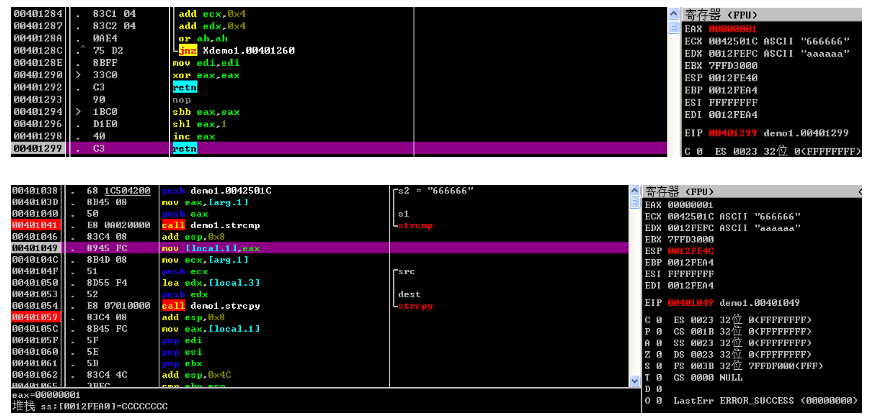 00401284 . 83C1 04 add ecx,0x4
00401287 . 83C2 04 add edx,0x4
0040128A . 0AE4 or ah,ah
0040128C .^ 75 D2 jnz Xdemo1.00401260
0040128E . 8BFF mov edi,edi
00401290 > 33C0 xor eax,eax
00401292 . C3 retn
00401293 90 nop
00401294 > 1BC0 sbb eax,eax
00401296 . D1E0 shl eax,1
00401298 . 40 inc eax
00401299 . C3 retn
寄存器 (FPU)
EAX 00000001
ECX 0042501C ASCII "666666"
EDX 0012FEFC ASCII "aaaaaa"
EBX 7FFD3000
ESP 0012FE40
EBP 0012FEA4
ESI FFFFFFFF
EDI 0012FEA4
EIP 00401299 demo1.00401299
C 0 ES 0023 32位 0(FFFFFFFF)
00401038 . 68 1C504200 push demo1.0042501C s2 = "666666"
0040103D . 8B45 08 mov eax,[arg.1]
00401040 . 50 push eax s1
00401041 . E8 0A020000 call demo1.strcmp strcmp
00401046 . 83C4 08 add esp,0x8
00401049 . 8945 FC mov [local.1],eax
0040104C . 8B4D 08 mov ecx,[arg.1]
0040104F . 51 push ecx src
00401050 . 8D55 F4 lea edx,[local.3]
00401053 . 52 push edx dest
00401054 . E8 07010000 call demo1.strcpy strcpy
00401059 . 83C4 08 add esp,0x8
0040105C . 8B45 FC mov eax,[local.1]
0040105F . 5F pop edi
00401060 . 5E pop esi
00401061 . 5B pop ebx
00401062 . 83C4 4C add esp,0x4C
00401065 . 3BEC cmp ebp,esp
eax=00000001
堆栈 ss:[0012FEA0]=CCCCCCCC
寄存器 (FPU) <
EAX 00000001
ECX 0042501C ASCII "666666"
EDX 0012FEFC ASCII "aaaaaa"
EBX 7FFD3000
ESP 0012FE4C
EBP 0012FEA4
ESI FFFFFFFF
EDI 0012FEA4
EIP 00401049 demo1.00401049
C 0 ES 0023 32位 0(FFFFFFFF)
P 0 CS 001B 32位 0(FFFFFFFF)
A 0 SS 0023 32位 0(FFFFFFFF)
Z 0 DS 0023 32位 0(FFFFFFFF)
S 0 FS 003B 32位 7FFDF000(FFF)
T 0 GS 0000 NULL
D 0
O 0 LastErr ERROR_SUCCESS (00000000)